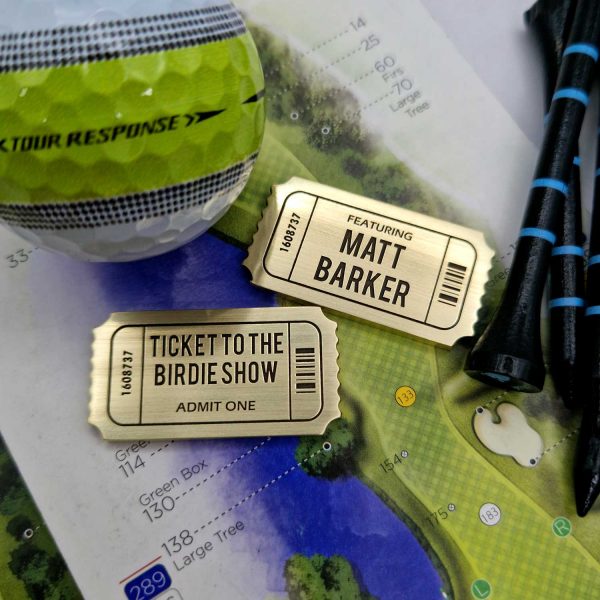 TOUR RESPONSE
14
25
60
Firs
70
Large
Tree
33
1608737
FEATURING
MATT
BARKER
1608737
TICKET TO THE
BIRDIE SHOW
ADMIT ONE
133
114
Green Box
130
154
175
183
138
Large Tree
289
R
L